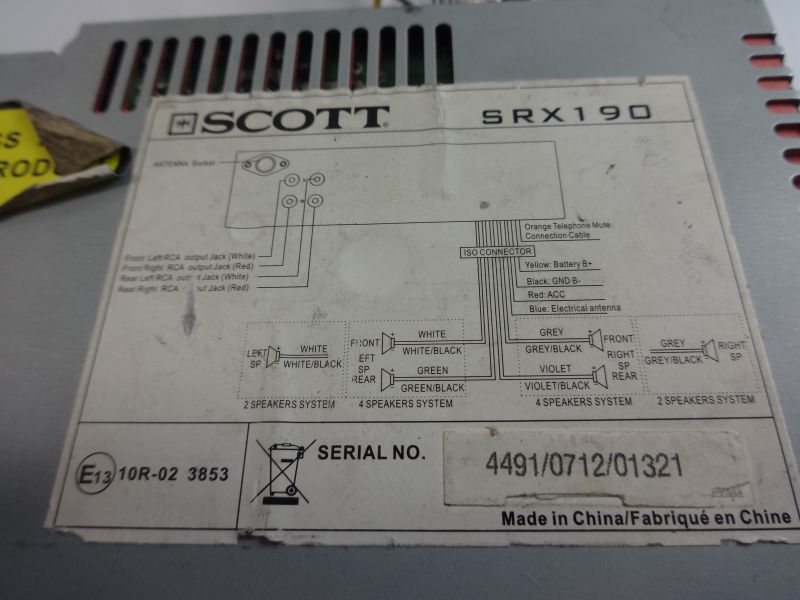 SS
ROD
SCOTT
SRX190
ANTENNA Socket
Orange Telephone Mute
Connection Cable
ISO CONNECTOR
Front Left RCA output Jack (White)
Front Right RCA output Jack (Red)
Rear Left RCA output Jack (White)
Rear Right RCA output Jack (Red)
Yellow: Battery B+
Black: GND B-
Red: ACC
Blue: Electrical antenna
LEFT SP
WHITE
WHITE/BLACK
2 SPEAKERS SYSTEM
FRONT
LEFT SP
REAR
WHITE
WHITE/BLACK
GREEN
GREEN/BLACK
4 SPEAKERS SYSTEM
GREY
GREY/BLACK
VIOLET
VIOLET/BLACK
FRONT
RIGHT SP
REAR
4 SPEAKERS SYSTEM
GREY
GREY/BLACK
RIGHT SP
2 SPEAKERS SYSTEM
E13 10R-02 3853
SERIAL NO.
4491/0712/01321
Made in China/Fabriqué en Chine